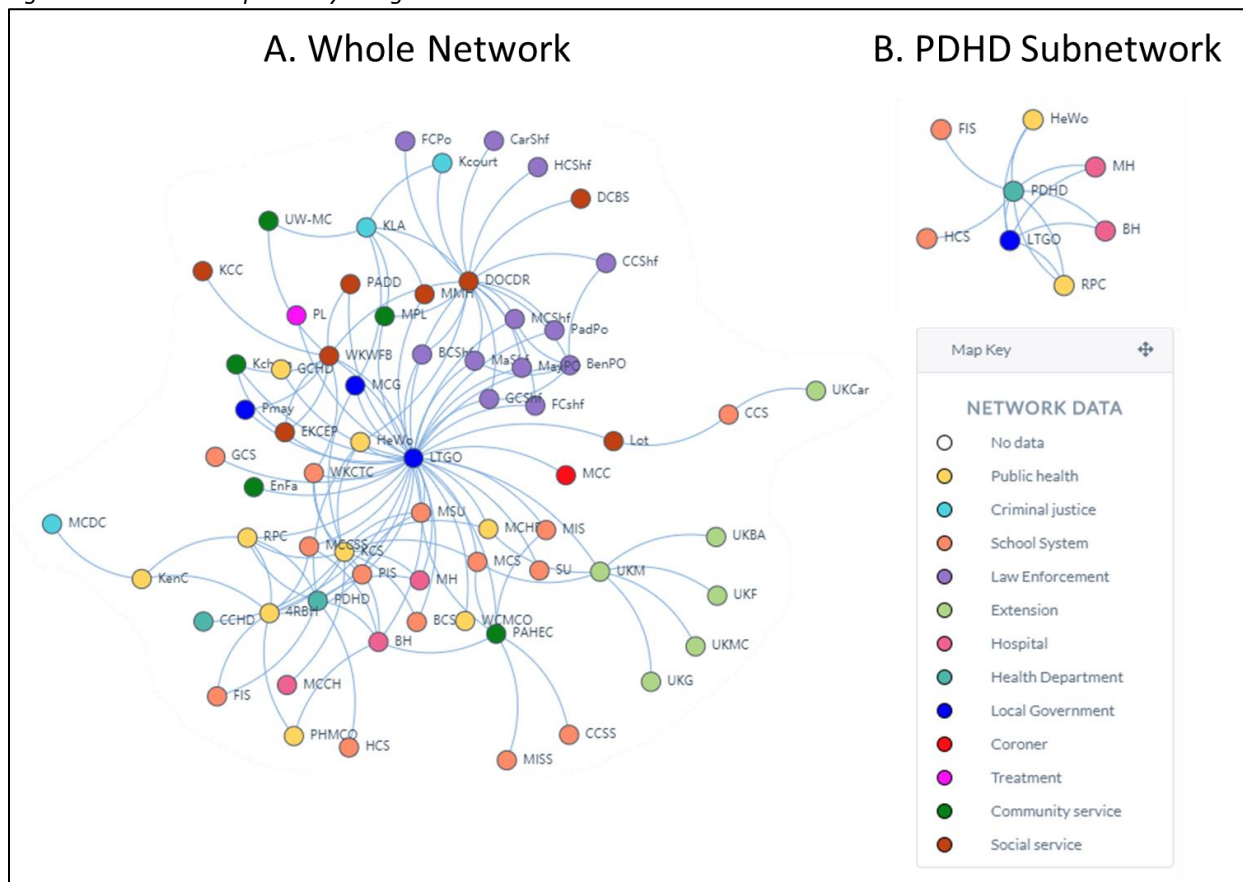 A. Whole Network
B. PDHD Subnetwork
FCPo
CarShf
Kcourt
HCShf
DCBS
UW-MC
KLA
CCShf
KCC
PADD
DOCDR
MMH
PL
MPL
MCShf
PadPo
WKWFB
BCShf
MaShf
MayPO
BenPO
GCHD
MCG
GCShf
FCshf
Pmay
EKCEP
HeWo
LTGO
Lot
CCS
UKCar
GCS
WKCTC
MCC
EnFa
MCDC
MSU
MIS
RPC
MCCSS
KCS
UKBA
KenC
PIS
MH
MCS
SU
UKM
PDHD
UKF
4RBH
CCHD
BCS
WCMCO
PAHEC
BH
UKMC
FIS
MCCH
UKG
PHMCO
HCS
CCSS
MISS
FIS
HeWo
MH
PDHD
HCS
LTGO
BH
RPC
Map Key
NETWORK DATA
No data
Public health
Criminal justice
School System
Law Enforcement
Extension
Hospital
Health Department
Local Government
Coroner
Treatment
Community service
Social service